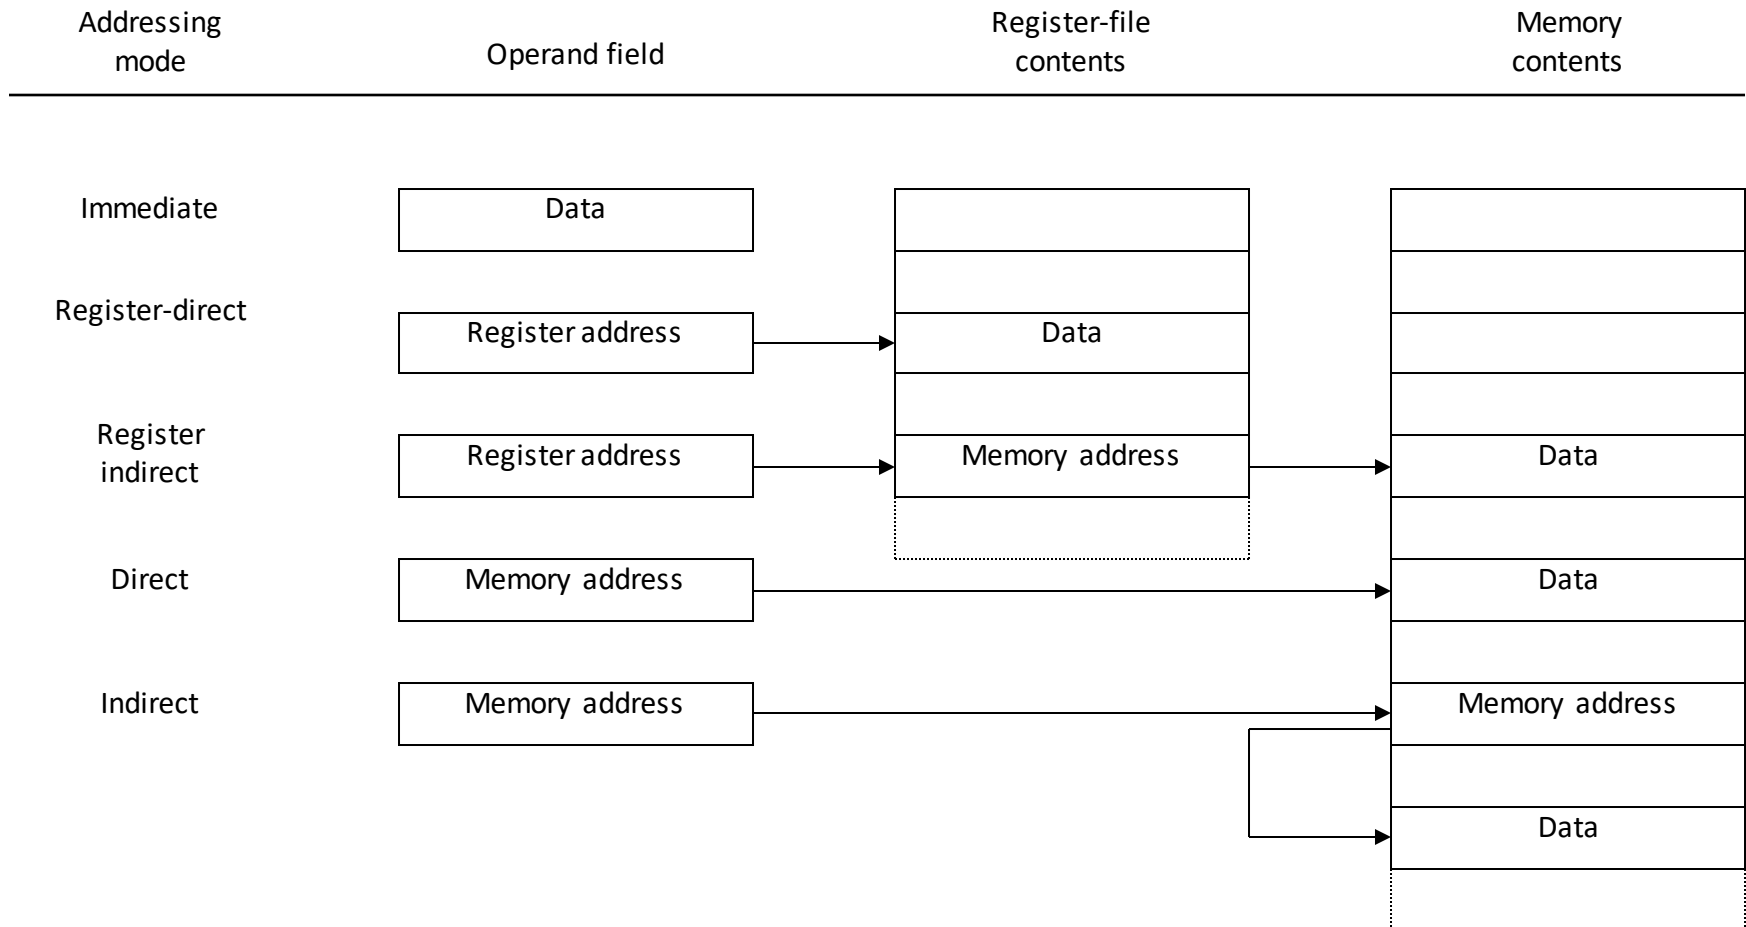 Addressing
mode
Operand field
Register-file
contents
Memory
contents
Immediate
Data
Register-direct
Register address
Data
Register
indirect
Register address
Memory address
Data
Direct
Memory address
Data
Indirect
Memory address
Memory address
Data